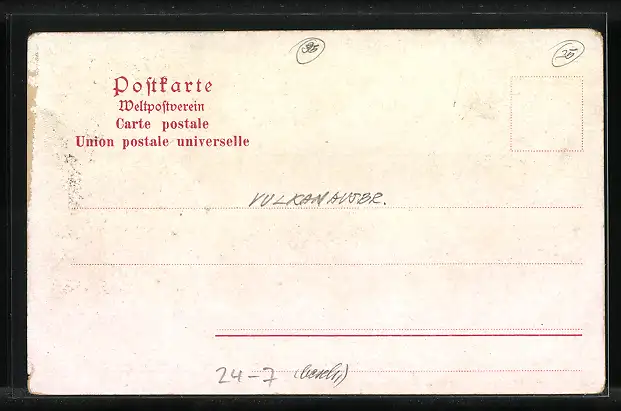 Postkarte
Weltpostverein
Carte postale
Union postale universelle
VULKANAUSBR.
24-7